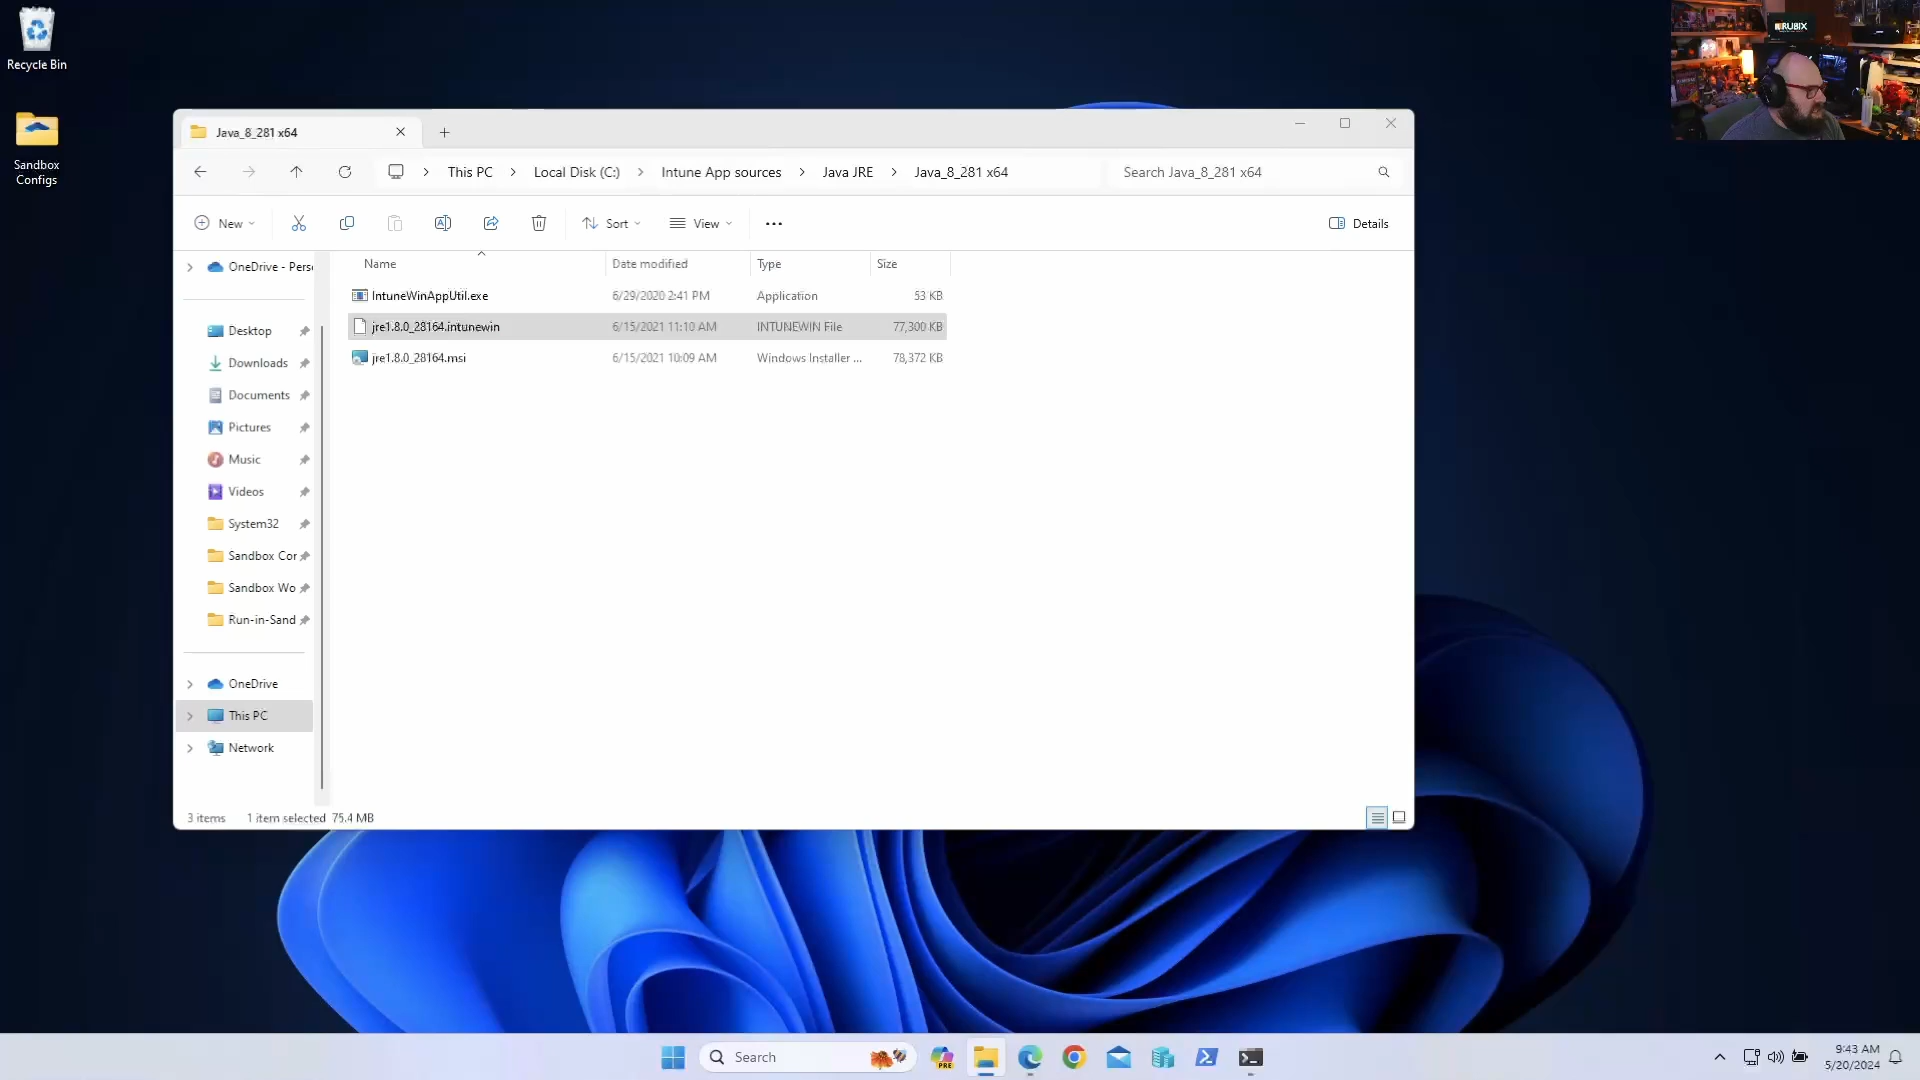 Recycle Bin
Sandbox
Configs
RUBIX
Java_8_281 x64
This PC
Local Disk (C:)
Intune App sources
Java JRE
Java_8_281 x64
Search Java_8_281 x64
New
Sort
View
Details
Name
Date modified
Type
Size
IntuneWinAppUtil.exe
6/29/2020 2:41 PM
Application
53 KB
jre1.8.0_28164.intunewin
6/15/2021 11:10 AM
INTUNEWIN File
77,300 KB
jre1.8.0_28164.msi
6/15/2021 10:09 AM
Windows Installer ...
78,372 KB
OneDrive - Pers
Desktop
Downloads
Documents
Pictures
Music
Videos
System32
Sandbox Cor
Sandbox Wo
Run-in-Sand
OneDrive
This PC
Network
3 items
1 item selected 75.4 MB
Search
PRE
9:43 AM
5/20/2024